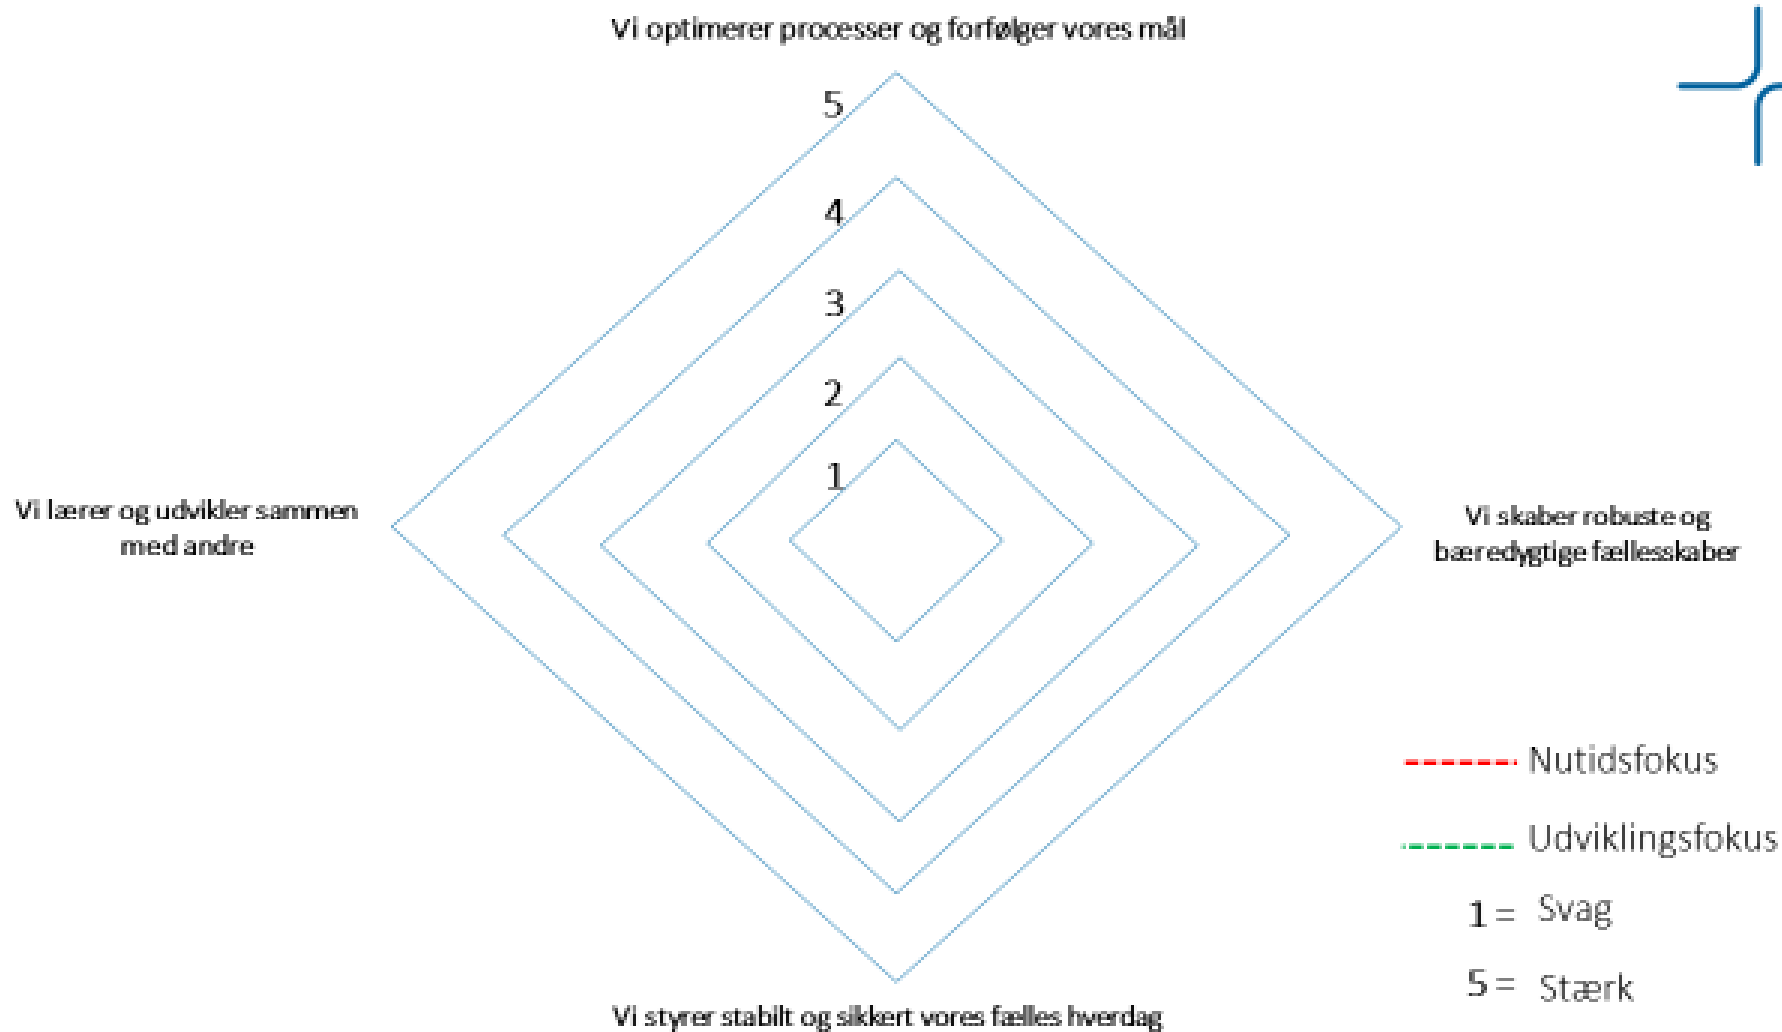 Vi optimerer processer og forfølger vores mål
5
4
3
2
1
Vi lærer og udvikler sammen
med andre
Vi skaber robuste og
bæredygtige fællesskaber
Nutidsfokus
Udviklingsfokus
1 = Svag
5 = Stærk
Vi styrer stabilt og sikkert vores fælles hverdag